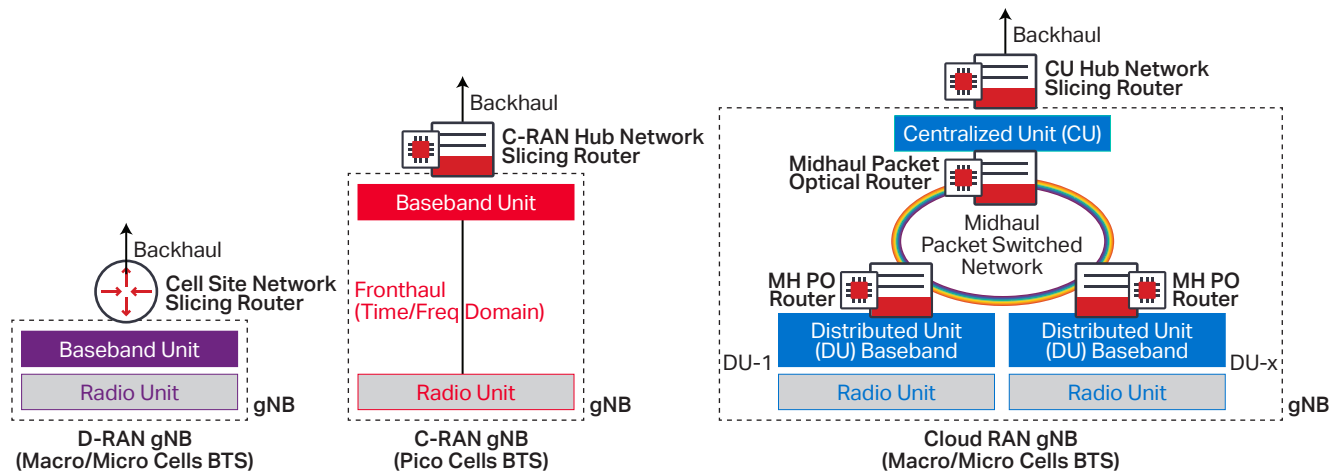 Backhaul
Cell Site Network
Slicing Router
Baseband Unit
Radio Unit
gNB
D-RAN gNB
(Macro/Micro Cells BTS)
Backhaul
C-RAN Hub Network
Slicing Router
Baseband Unit
Fronthaul
(Time/Freq Domain)
Radio Unit
gNB
C-RAN gNB
(Pico Cells BTS)
Backhaul
CU Hub Network
Slicing Router
Centralized Unit (CU)
Midhaul Packet
Optical Router
Midhaul
Packet Switched
Network
MH PO
Router
MH PO
Router
DU-1
Distributed Unit
(DU) Baseband
Radio Unit
Distributed Unit
(DU) Baseband
Radio Unit
DU-x
gNB
Cloud RAN gNB
(Macro/Micro Cells BTS)